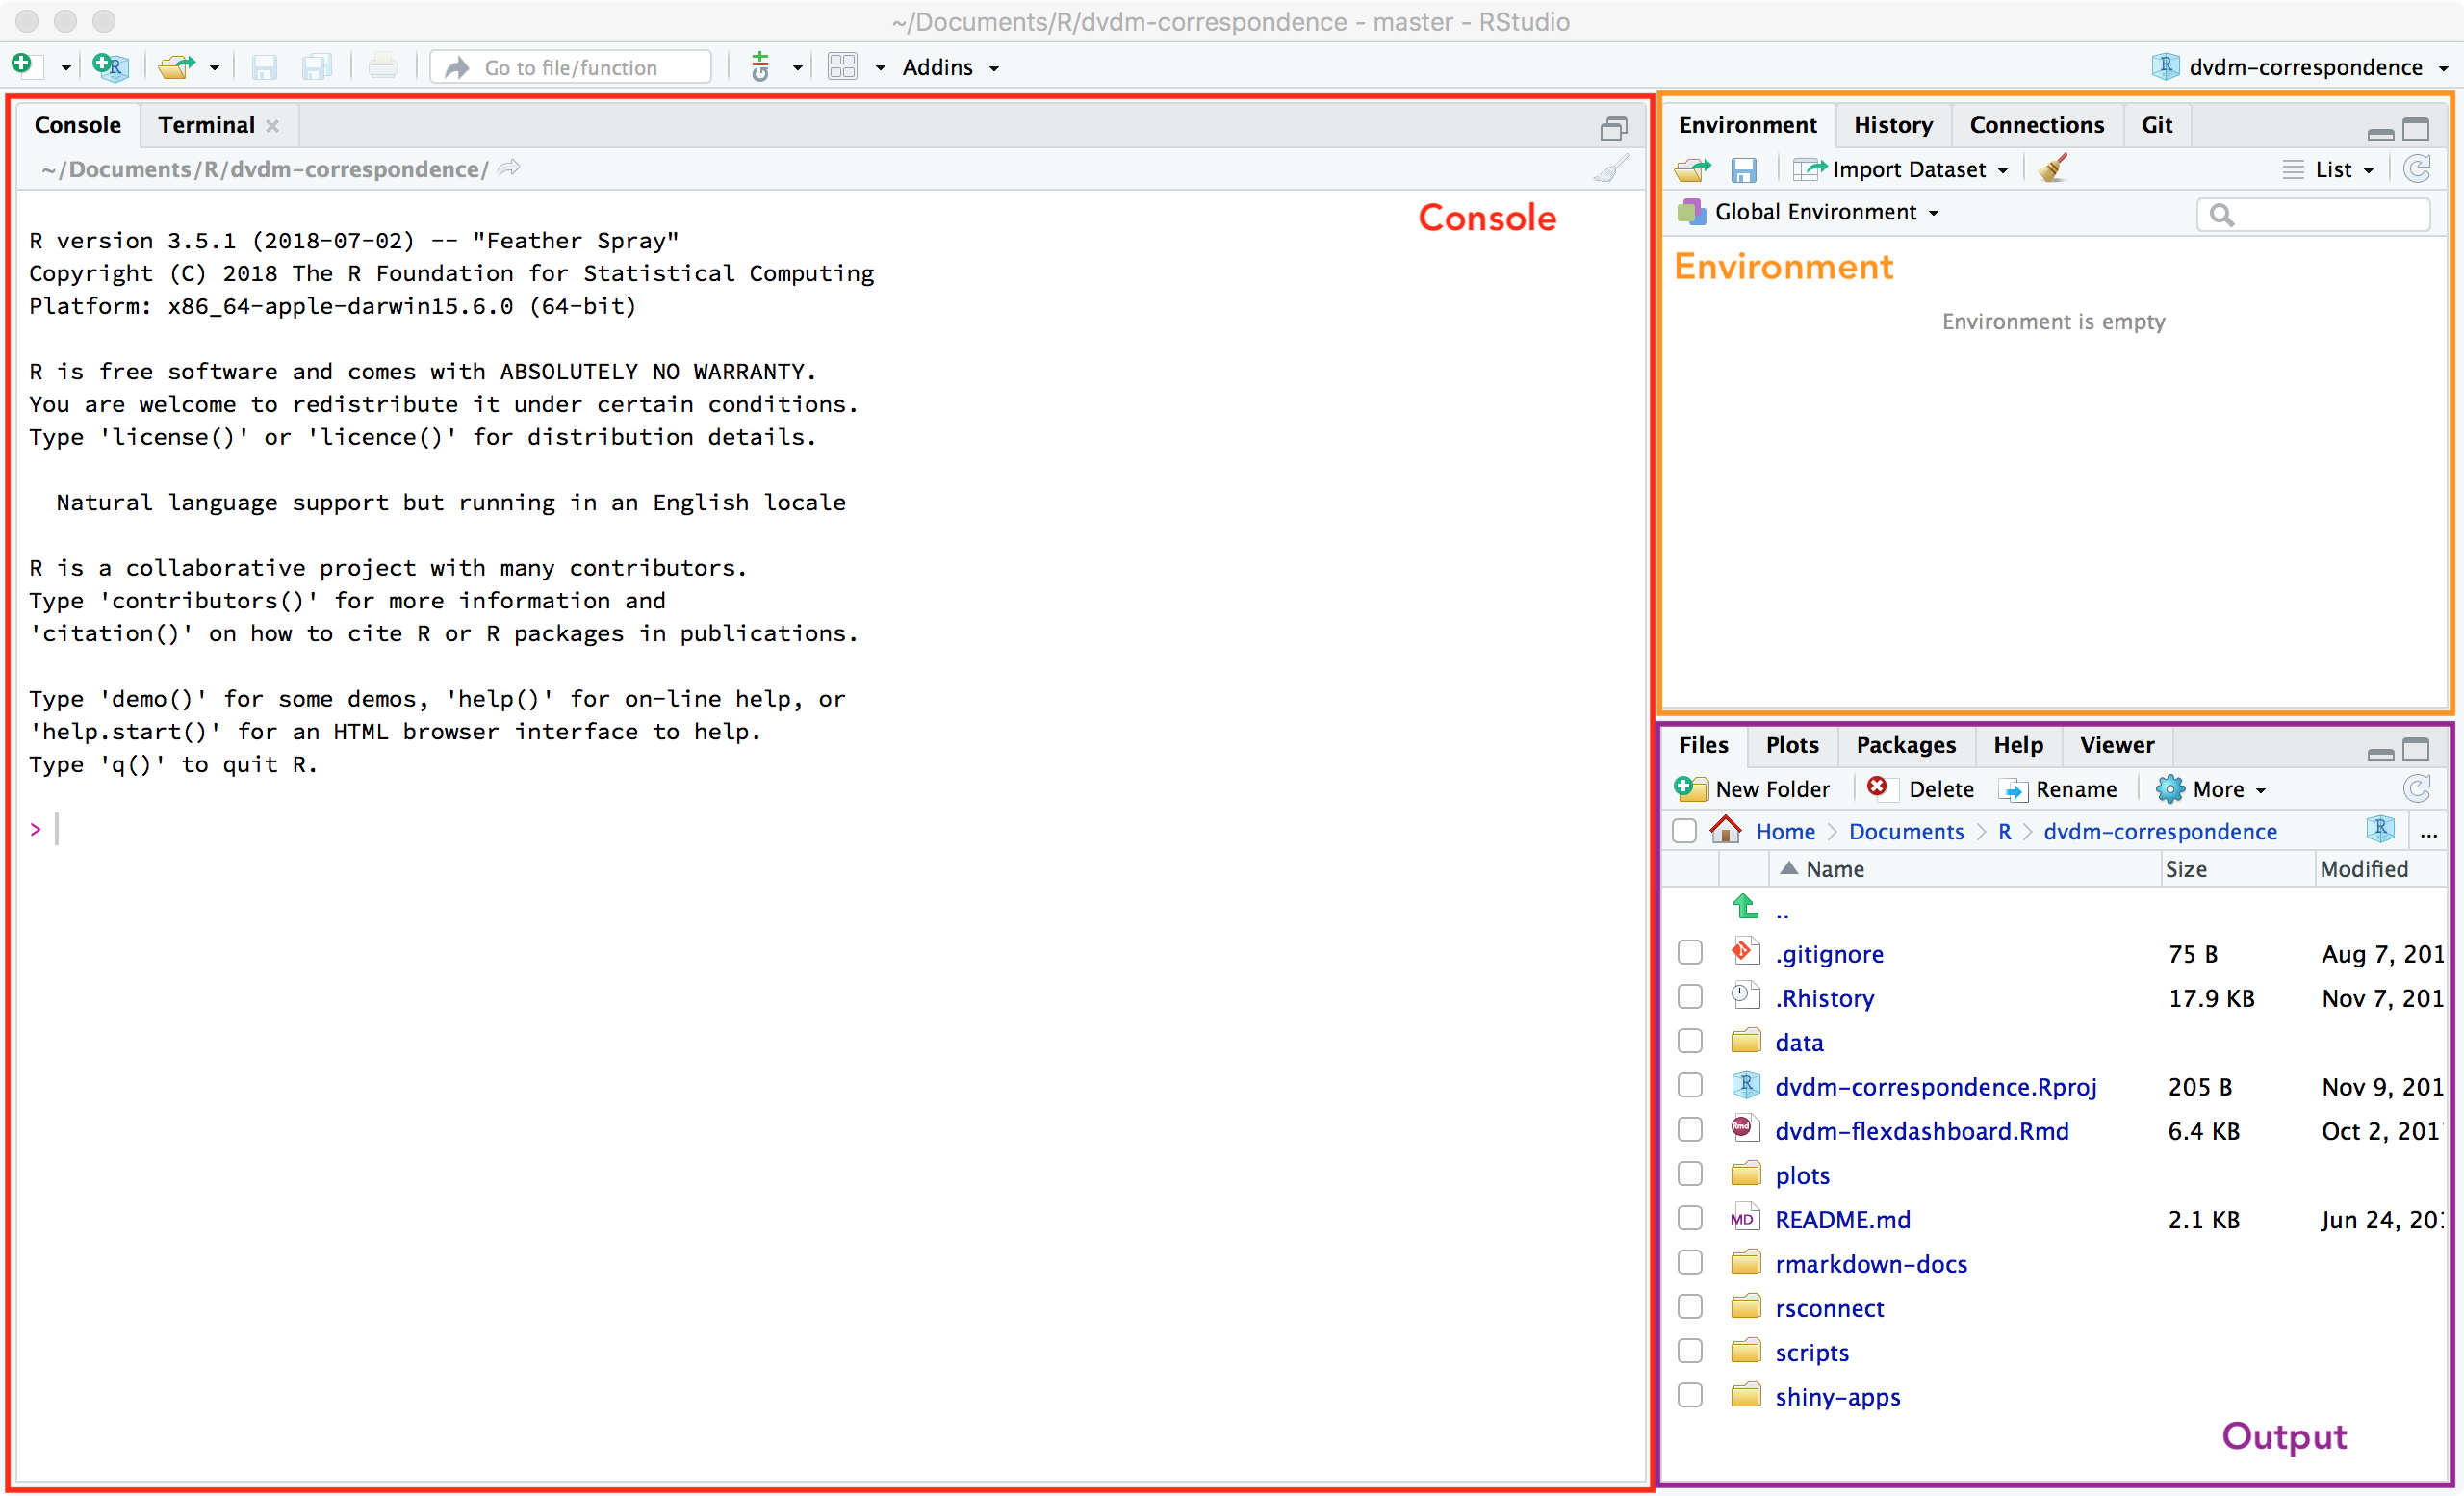 ~/Documents/R/dvdm-correspondence - master - RStudio
Go to file/function
Addins
dvdm-correspondence
Console Terminal
~/Documents/R/dvdm-correspondence/
Console
R version 3.5.1 (2018-07-02) -- "Feather Spray"
Copyright (C) 2018 The R Foundation for Statistical Computing
Platform: x86_64-apple-darwin15.6.0 (64-bit)
R is free software and comes with ABSOLUTELY NO WARRANTY.
You are welcome to redistribute it under certain conditions.
Type 'license()' or 'licence()' for distribution details.
Natural language support but running in an English locale
R is a collaborative project with many contributors.
Type 'contributors()' for more information and
'citation()' on how to cite R or R packages in publications.
Type 'demo()' for some demos, 'help()' for on-line help, or
'help.start()' for an HTML browser interface to help.
Type 'q()' to quit R.
>
Environment History Connections Git
Import Dataset List
Global Environment
Environment
Environment is empty
Files Plots Packages Help Viewer
New Folder Delete Rename More
Home Documents R dvdm-correspondence ...
Name Size Modified
..
.gitignore 75 B Aug 7, 201
.Rhistory 17.9 KB Nov 7, 201
data
dvdm-correspondence.Rproj 205 B Nov 9, 201
dvdm-flexdashboard.Rmd 6.4 KB Oct 2, 201
plots
MD README.md 2.1 KB Jun 24, 20
rmarkdown-docs
rsconnect
scripts
shiny-apps
Output